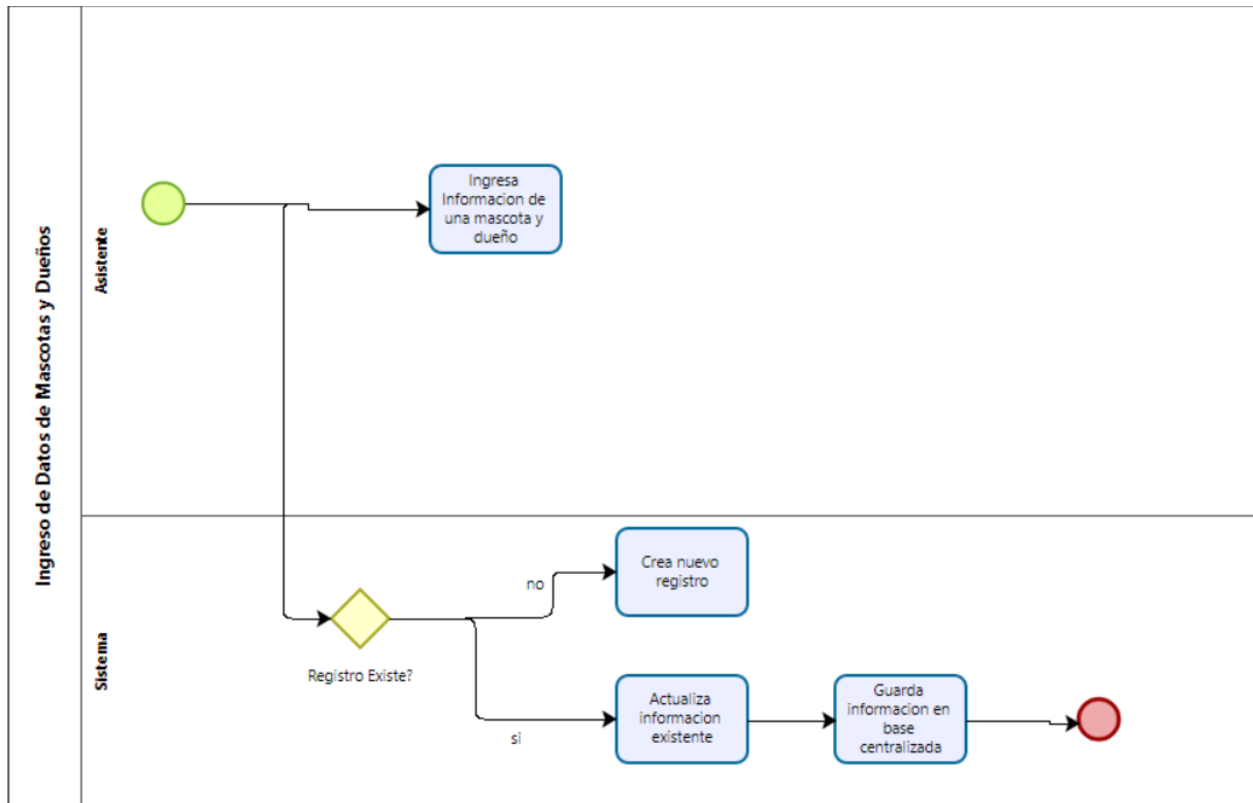 Ingreso de Datos de Mascotas y Dueños
Asistente
Ingresa
Informacion de
una mascota y
dueño
Sistema
Registro Existe?
no
Crea nuevo
registro
si
Actualiza
informacion
existente
Guarda
informacion en
base
centralizada